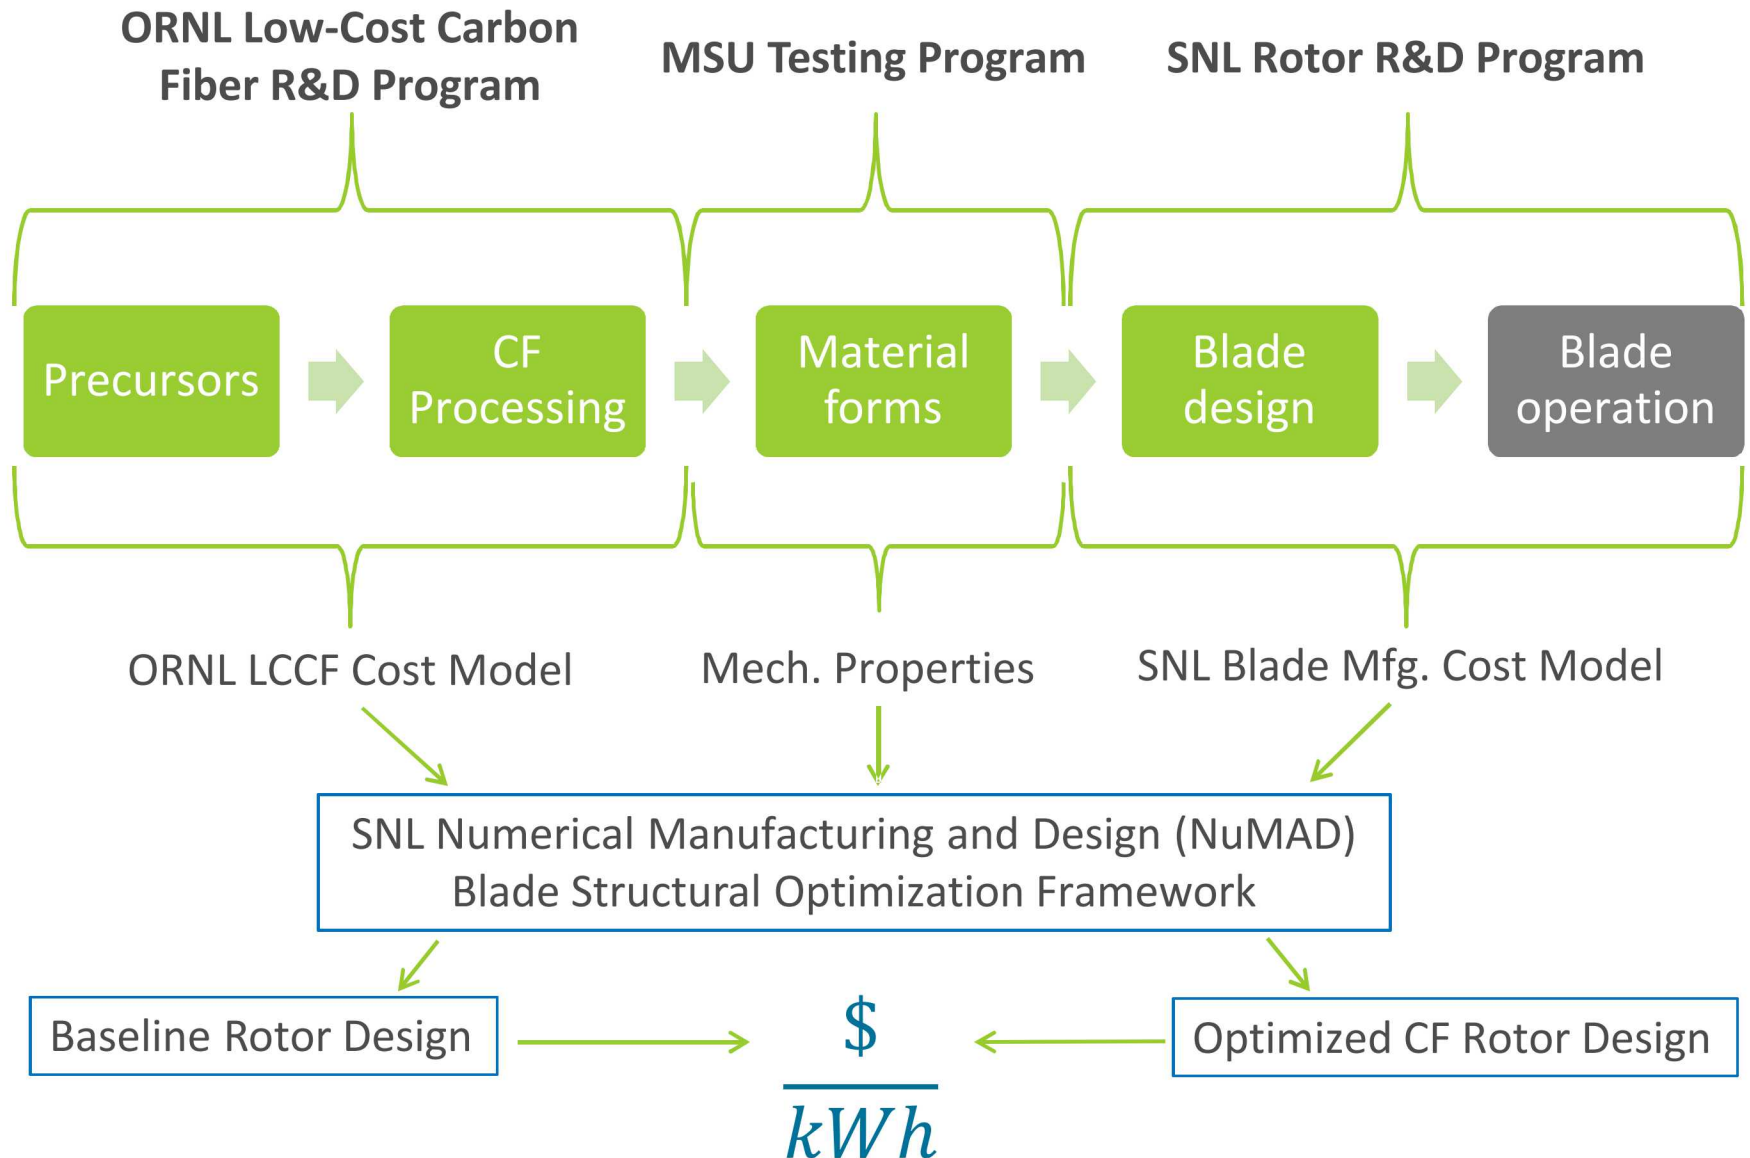 ORNL Low-Cost Carbon
Fiber R&D Program
MSU Testing Program
SNL Rotor R&D Program
Precursors
CF
Processing
Material
forms
Blade
design
Blade
operation
ORNL LCCF Cost Model
Mech. Properties
SNL Blade Mfg. Cost Model
SNL Numerical Manufacturing and Design (NuMAD)
Blade Structural Optimization Framework
Baseline Rotor Design
$
kWh
Optimized CF Rotor Design